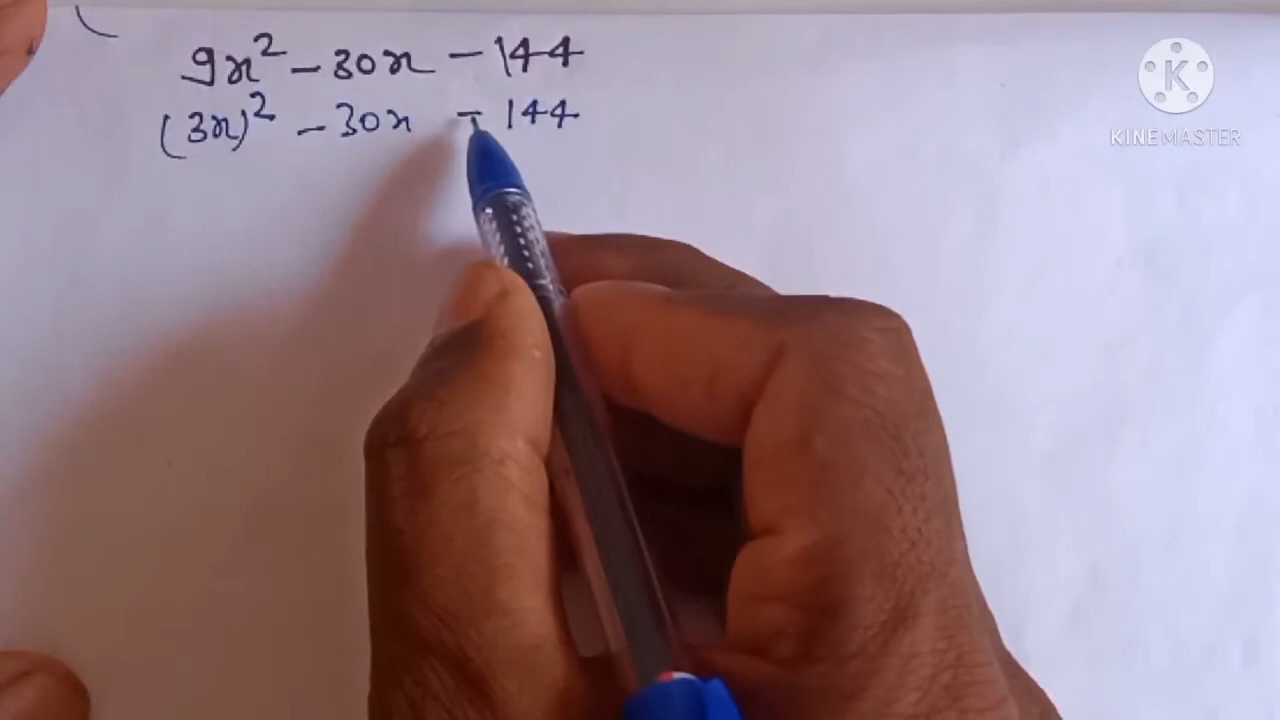 9x² - 30x - 144
(3x)² - 30x - 144
K
KINEMASTER